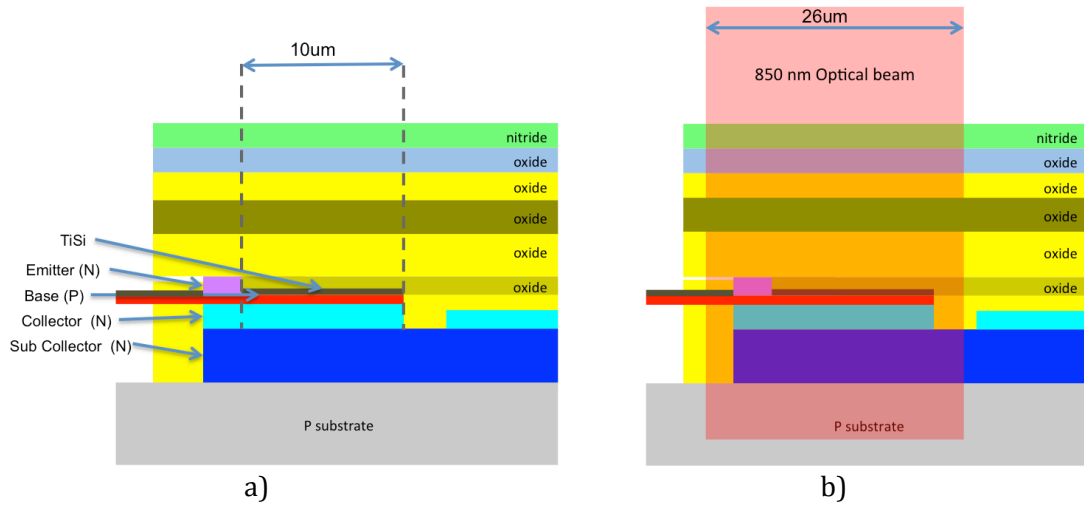 10um
nitride
oxide
oxide
oxide
oxide
TiSi
Emitter (N)
oxide
Base (P)
Collector (N)
Sub Collector (N)
P substrate
a)
26um
850 nm Optical beam
nitride
oxide
oxide
oxide
oxide
oxide
P substrate
b)